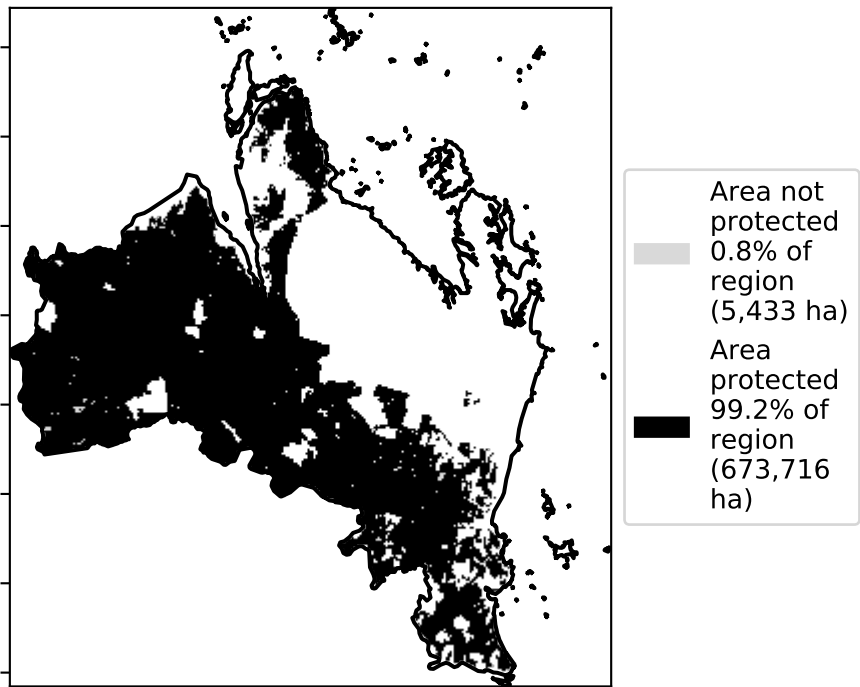 Area not
protected
0.8% of
region
(5,433 ha)
Area
protected
99.2% of
region
(673,716
ha)